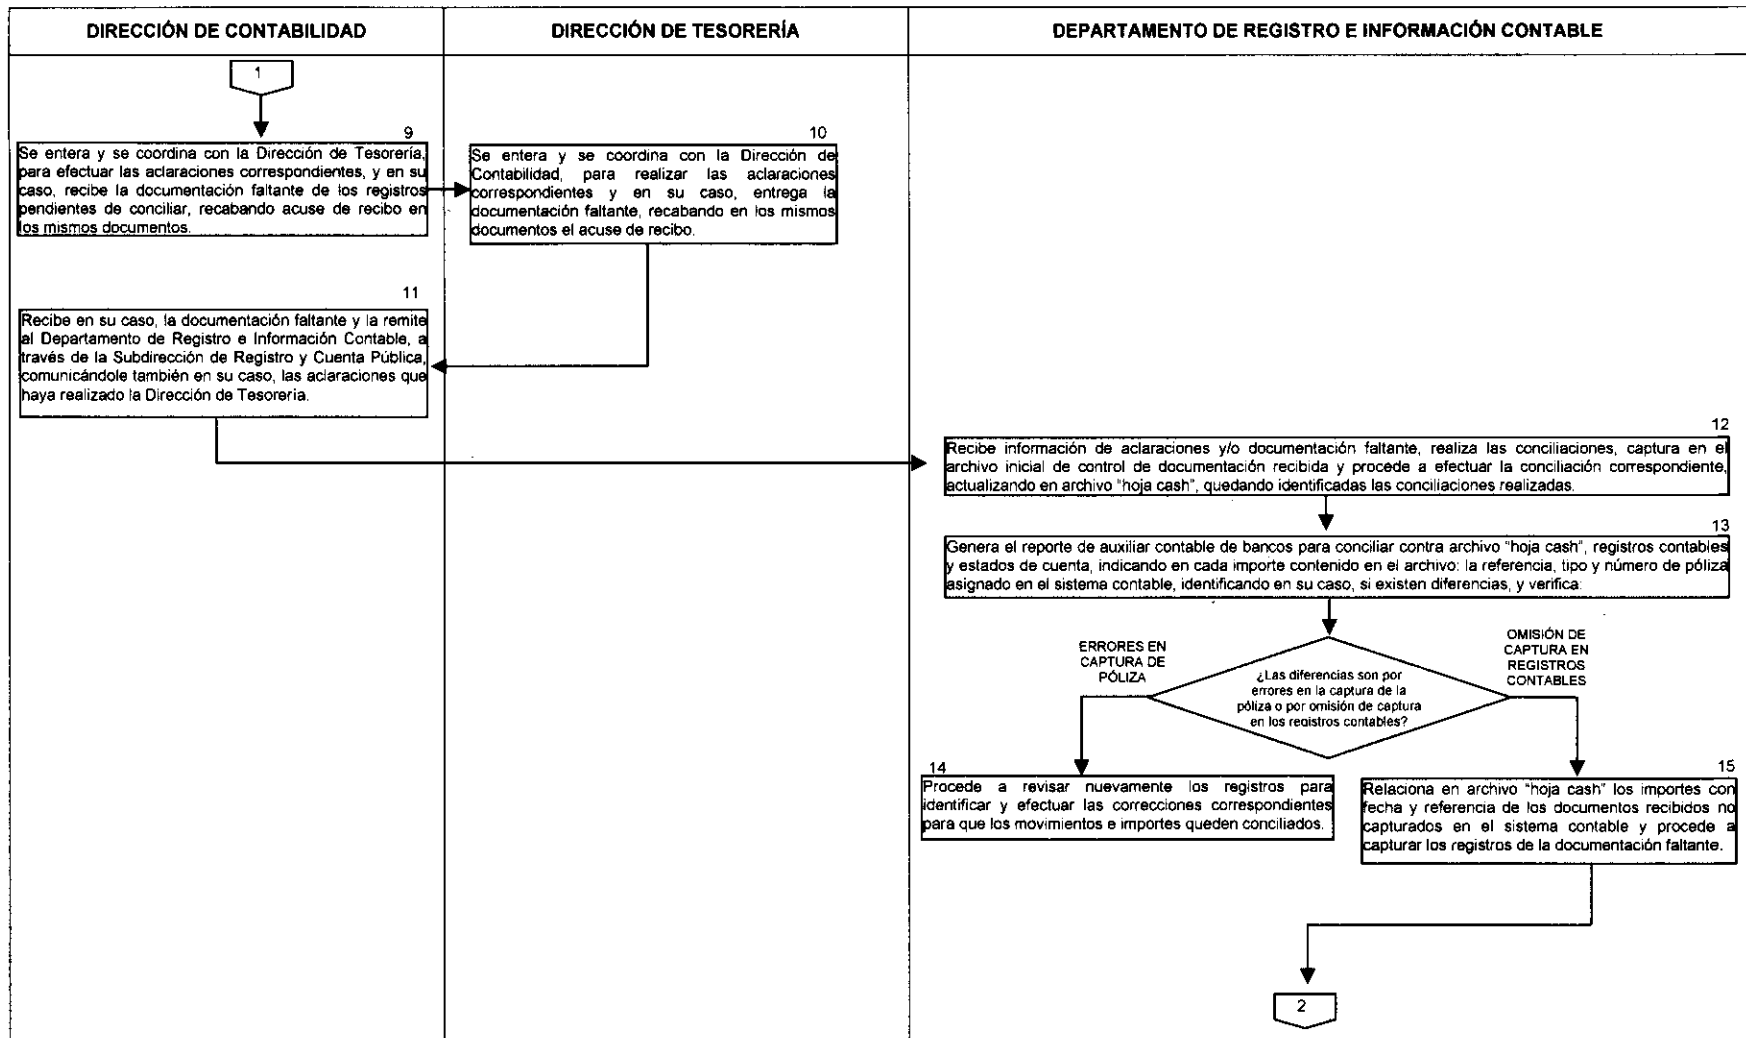 DIRECCIÓN DE CONTABILIDAD
DIRECCIÓN DE TESORERÍA
DEPARTAMENTO DE REGISTRO E INFORMACIÓN CONTABLE
1
9
Se entera y se coordina con la Dirección de Tesorería,
para efectuar las aclaraciones correspondientes, y en su
caso, recibe la documentación faltante de los registros
pendientes de conciliar, recabando acuse de recibo en
los mismos documentos.
10
Se entera y se coordina con la Dirección de
Contabilidad, para realizar las aclaraciones
correspondientes y en su caso, entrega la
documentación faltante, recabando en los mismos
documentos el acuse de recibo.
11
Recibe en su caso, la documentación faltante y la remite
al Departamento de Registro e Información Contable, a
través de la Subdirección de Registro y Cuenta Pública,
comunicándole también en su caso, las aclaraciones que
haya realizado la Dirección de Tesorería.
12
Recibe información de aclaraciones y/o documentación faltante, realiza las conciliaciones, captura en el
archivo inicial de control de documentación recibida y procede a efectuar la conciliación correspondiente,
actualizando en archivo "hoja cash", quedando identificadas las conciliaciones realizadas.
13
Genera el reporte de auxiliar contable de bancos para conciliar contra archivo "hoja cash", registros contables
y estados de cuenta, indicando en cada importe contenido en el archivo: la referencia, tipo y número de póliza
asignado en el sistema contable, identificando en su caso, si existen diferencias, y verifica:
ERRORES EN
CAPTURA DE
PÓLIZA
¿Las diferencias son por
errores en la captura de la
póliza o por omisión de captura
en los registros contables?
OMISIÓN DE
CAPTURA EN
REGISTROS
CONTABLES
14
Procede a revisar nuevamente los registros para
identificar y efectuar las correcciones correspondientes
para que los movimientos e importes queden conciliados.
15
Relaciona en archivo "hoja cash" los importes con
fecha y referencia de los documentos recibidos no
capturados en el sistema contable y procede a
capturar los registros de la documentación faltante.
2